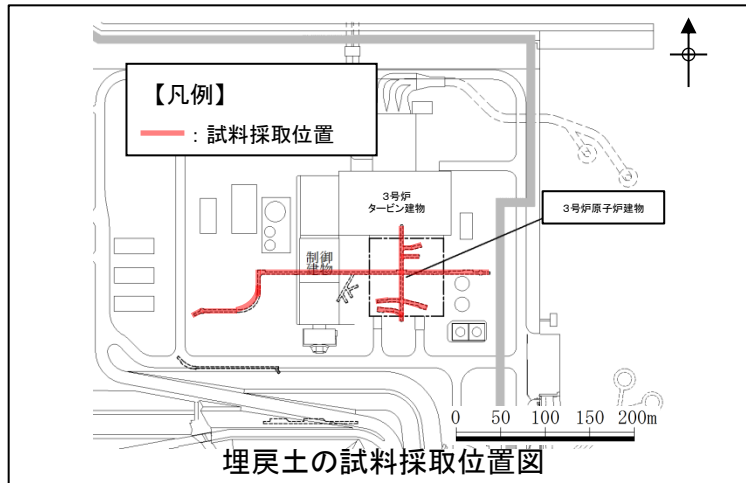 【凡例】
：試料採取位置
3号炉
タービン建物
3号炉原子炉建物
制御
建物
0 50 100 150 200m
埋戻土の試料採取位置図